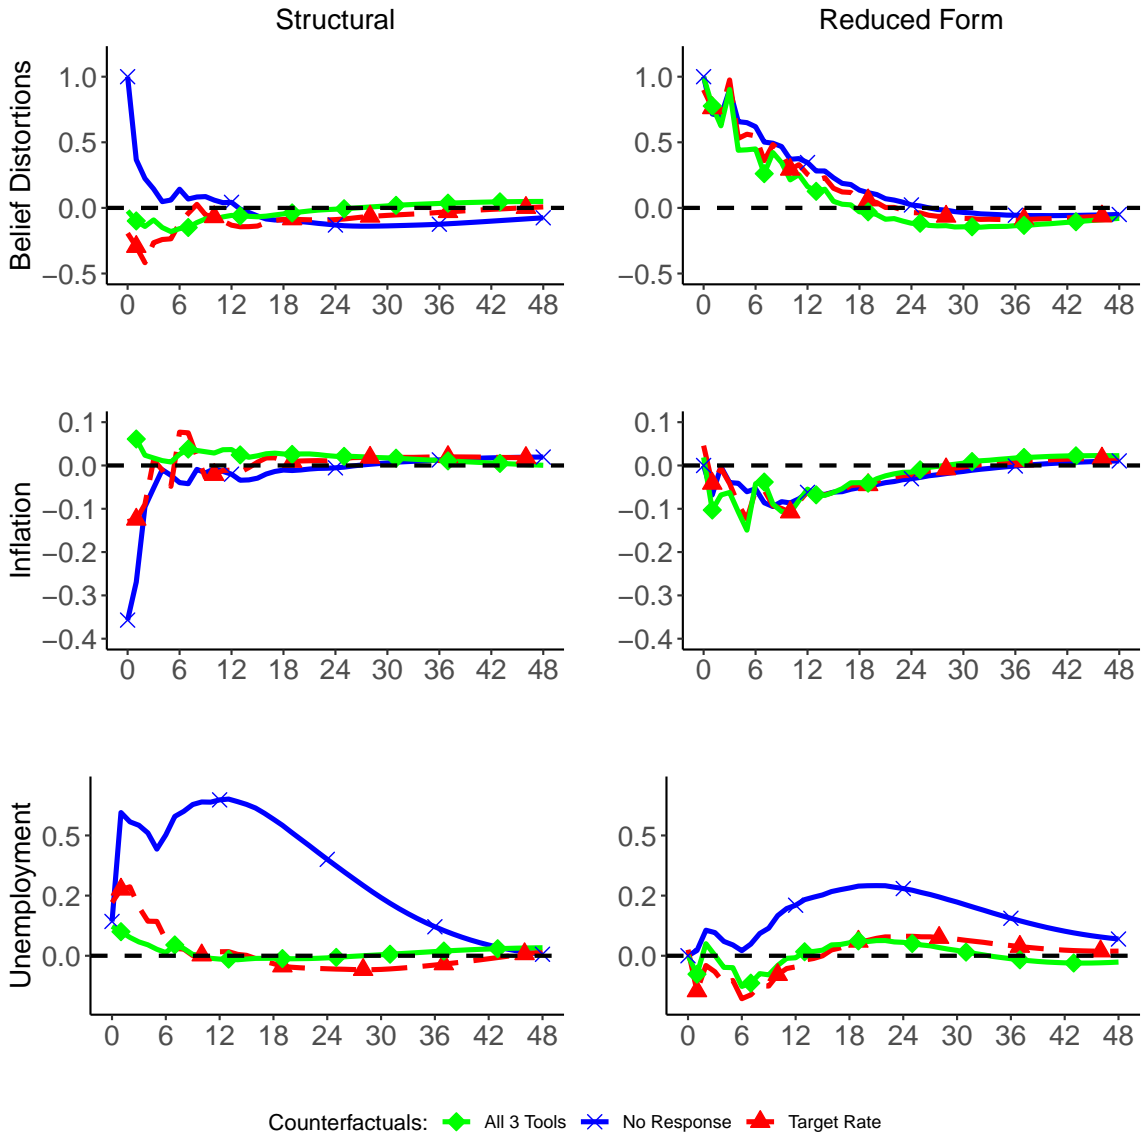 Structural
Reduced Form
Belief Distortions
1.0
0.5
0.0
−0.5
0 6 12 18 24 30 36 42 48
1.0
0.5
0.0
−0.5
0 6 12 18 24 30 36 42 48
Inflation
0.1
0.0
−0.1
−0.2
−0.3
−0.4
0 6 12 18 24 30 36 42 48
0.1
0.0
−0.1
−0.2
−0.3
−0.4
0 6 12 18 24 30 36 42 48
Unemployment
0.5
0.2
0.0
0 6 12 18 24 30 36 42 48
0.5
0.2
0.0
0 6 12 18 24 30 36 42 48
Counterfactuals: All 3 Tools No Response Target Rate